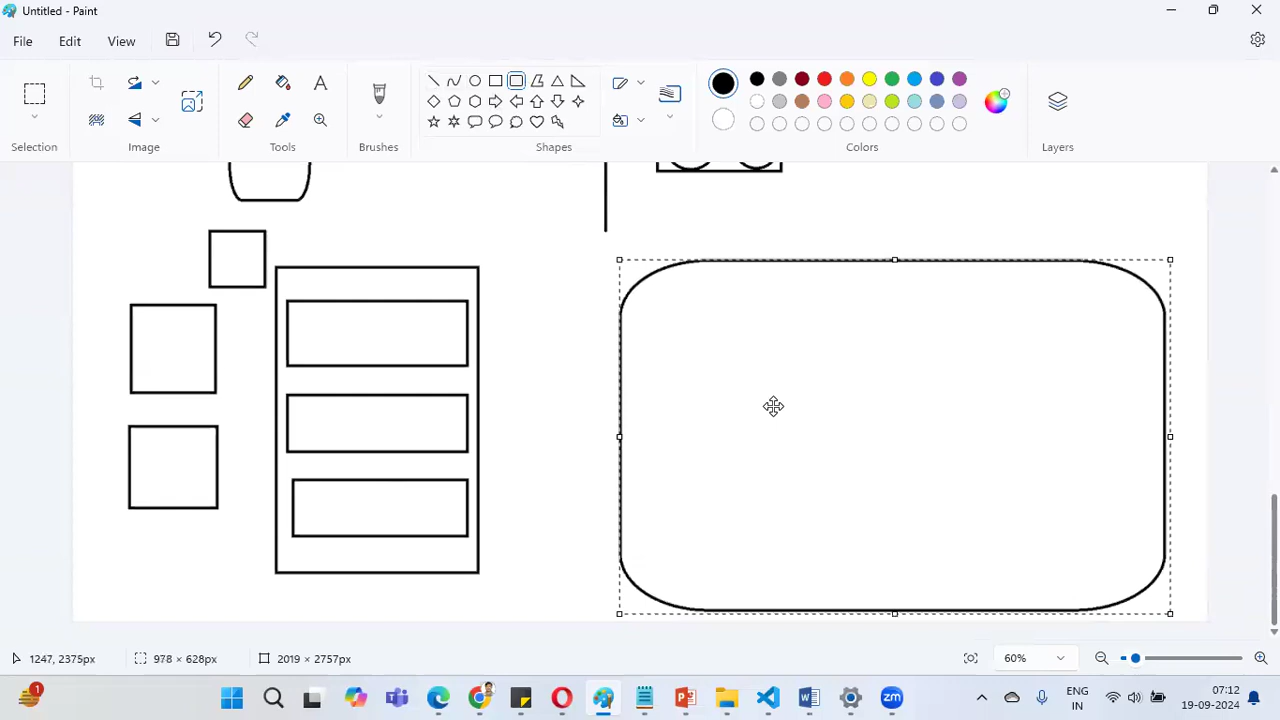 Untitled - Paint
File Edit View
Selection Image Tools Brushes Shapes Colors Layers
1247, 2375px 978 × 628px 2019 × 2757px 60%
1 ENG 07:12
IN 19-09-2024